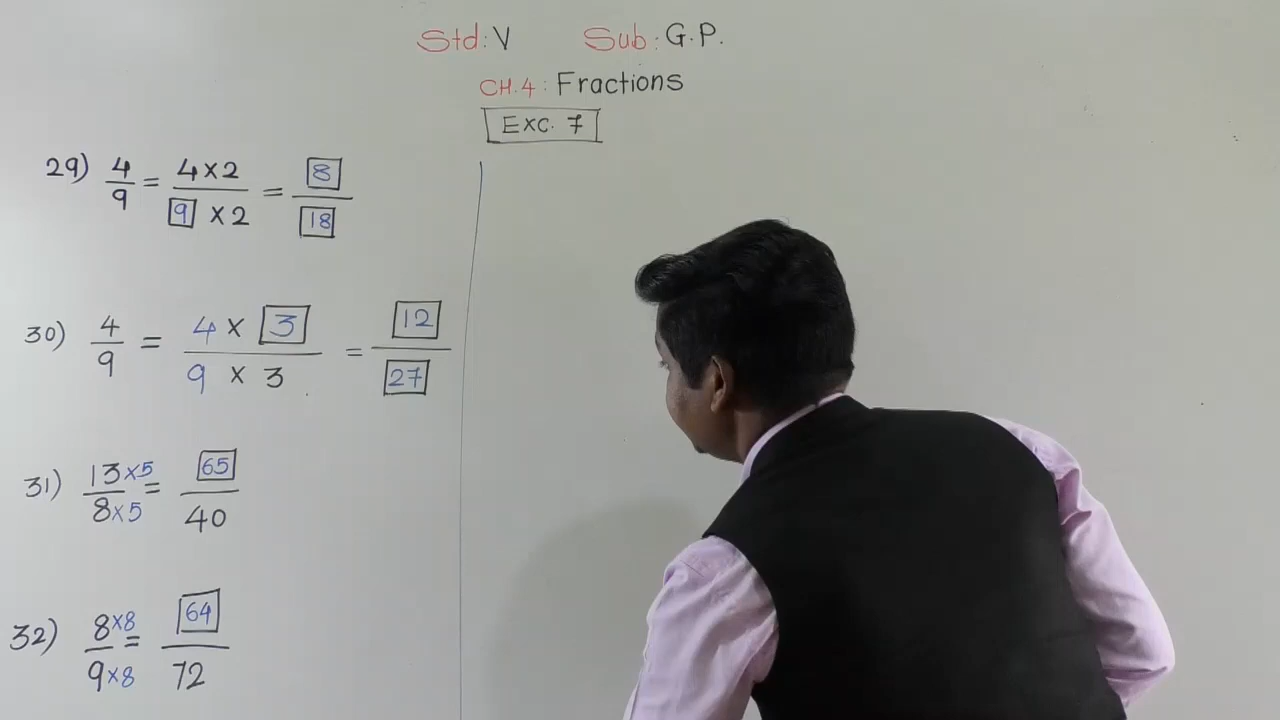 Std: V Sub: G.P.
CH.4: Fractions
Exc. 7
29) 4/9 = 4×2/9 ×2 = 8/18
30) 4/9 = 4 × 3/9 × 3 = 12/27
31) 13×5/8×5 = 65/40
32) 8×8/9×8 = 64/72